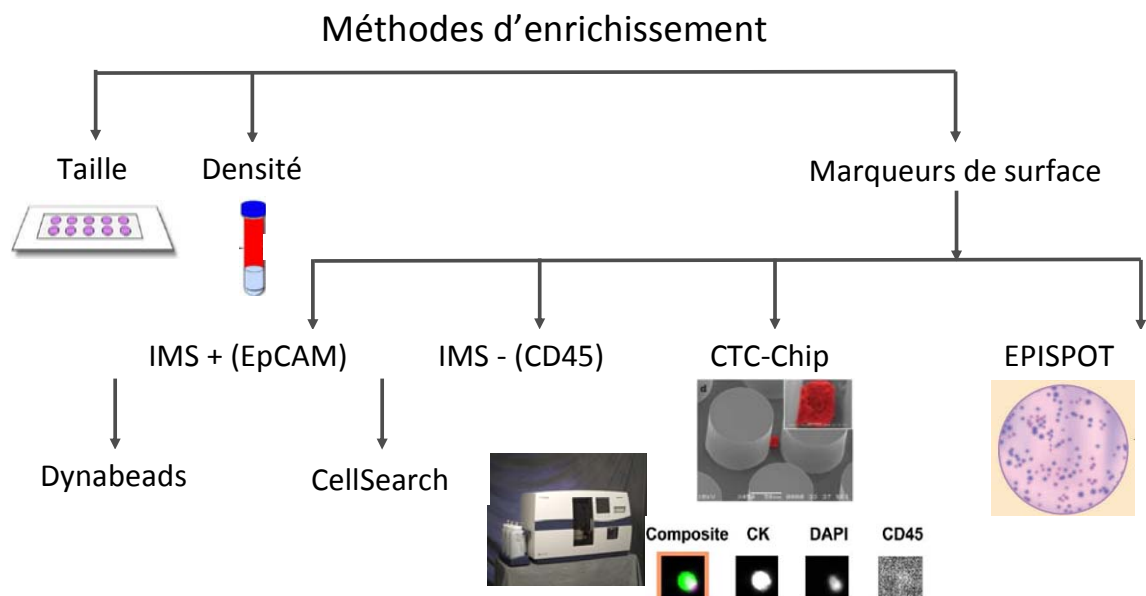 Méthodes d’enrichissement
Taille
Densité
Marqueurs de surface
IMS + (EpCAM)
IMS - (CD45)
CTC-Chip
EPISPOT
d
Dynabeads
CellSearch
Composite
CK
DAPI
CD45